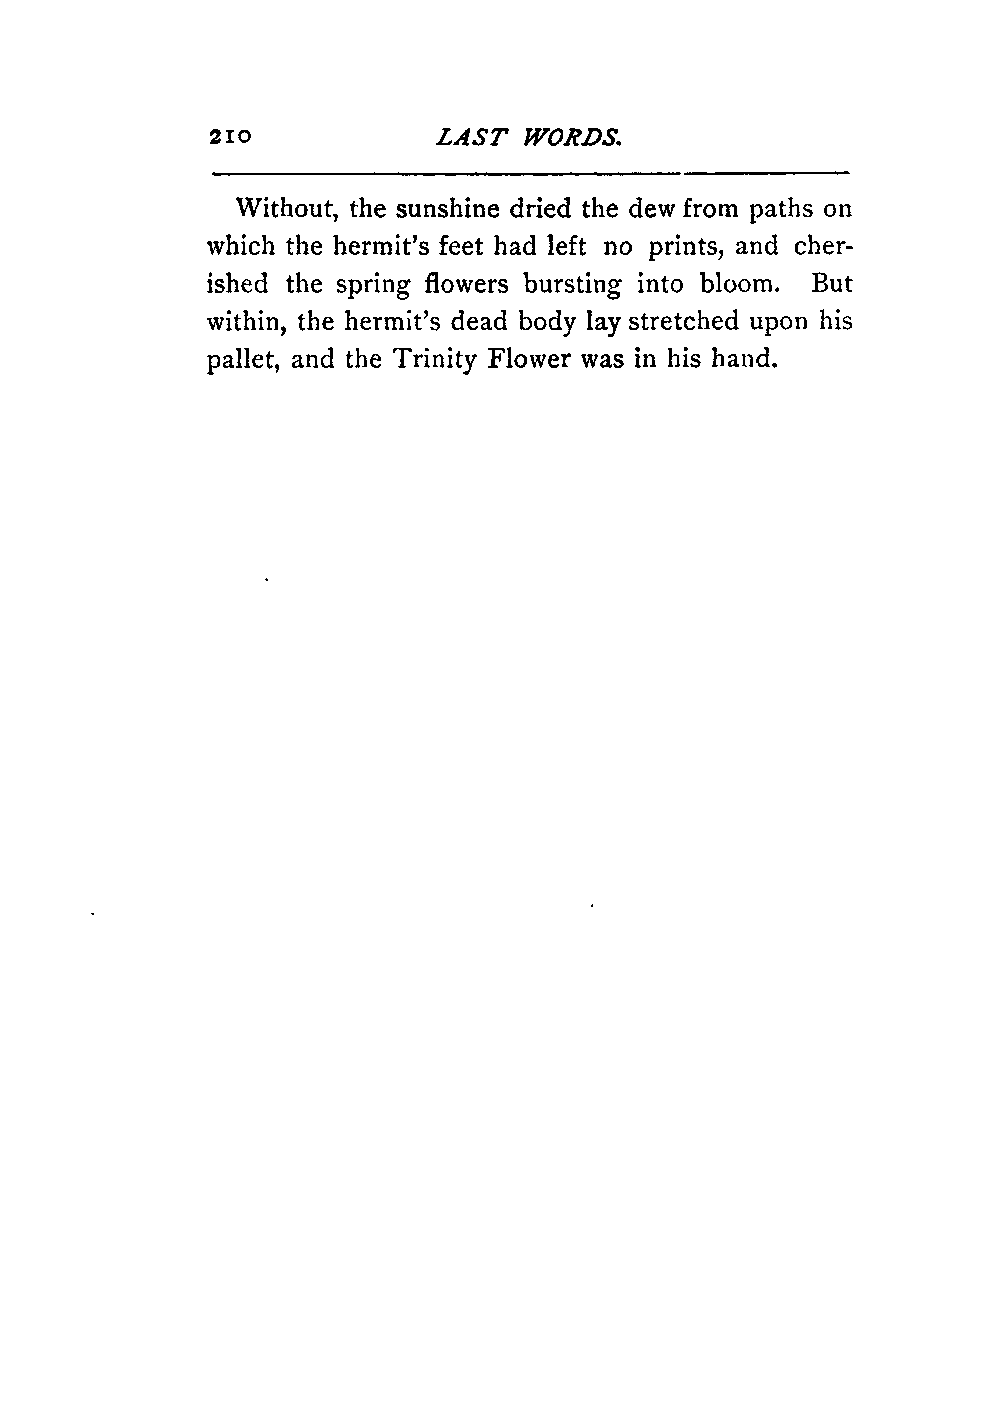 210 LAST WORDS.
Without, the sunshine dried the dew from paths on
which the hermit's feet had left no prints, and cher-
ished the spring flowers bursting into bloom. But
within, the hermit's dead body lay stretched upon his
pallet, and the Trinity Flower was in his hand.